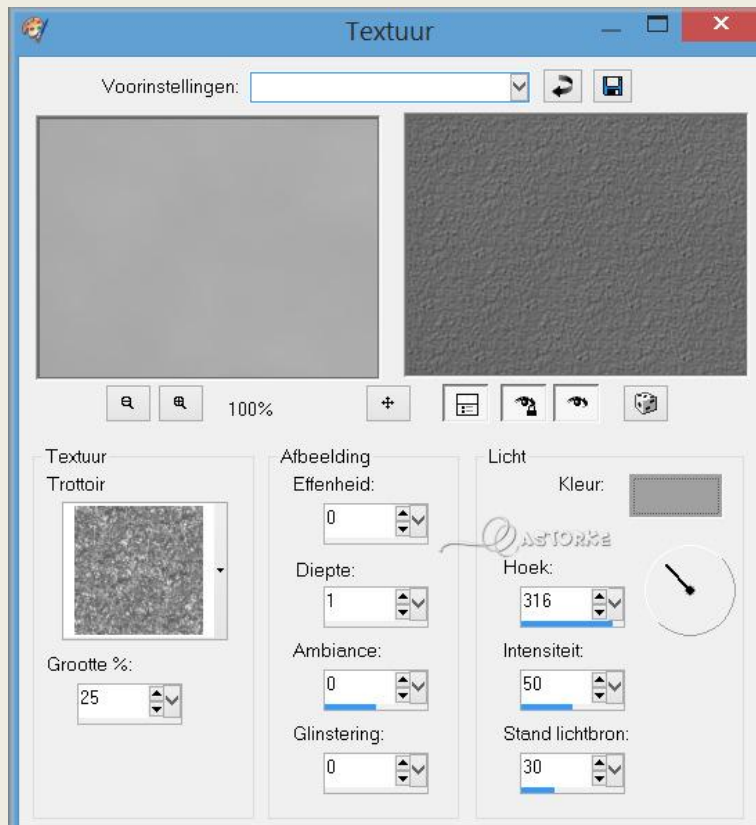 Textuur
Voorinstellingen:
100%
Textuur
Trottoir
Grootte %:
25
Afbeelding
Effenheid:
0
Diepte:
1
Ambiance:
0
Glinstering:
0
Licht
Kleur:
ASTORKE
Hoek:
316
Intensiteit:
50
Stand lichtbron:
30